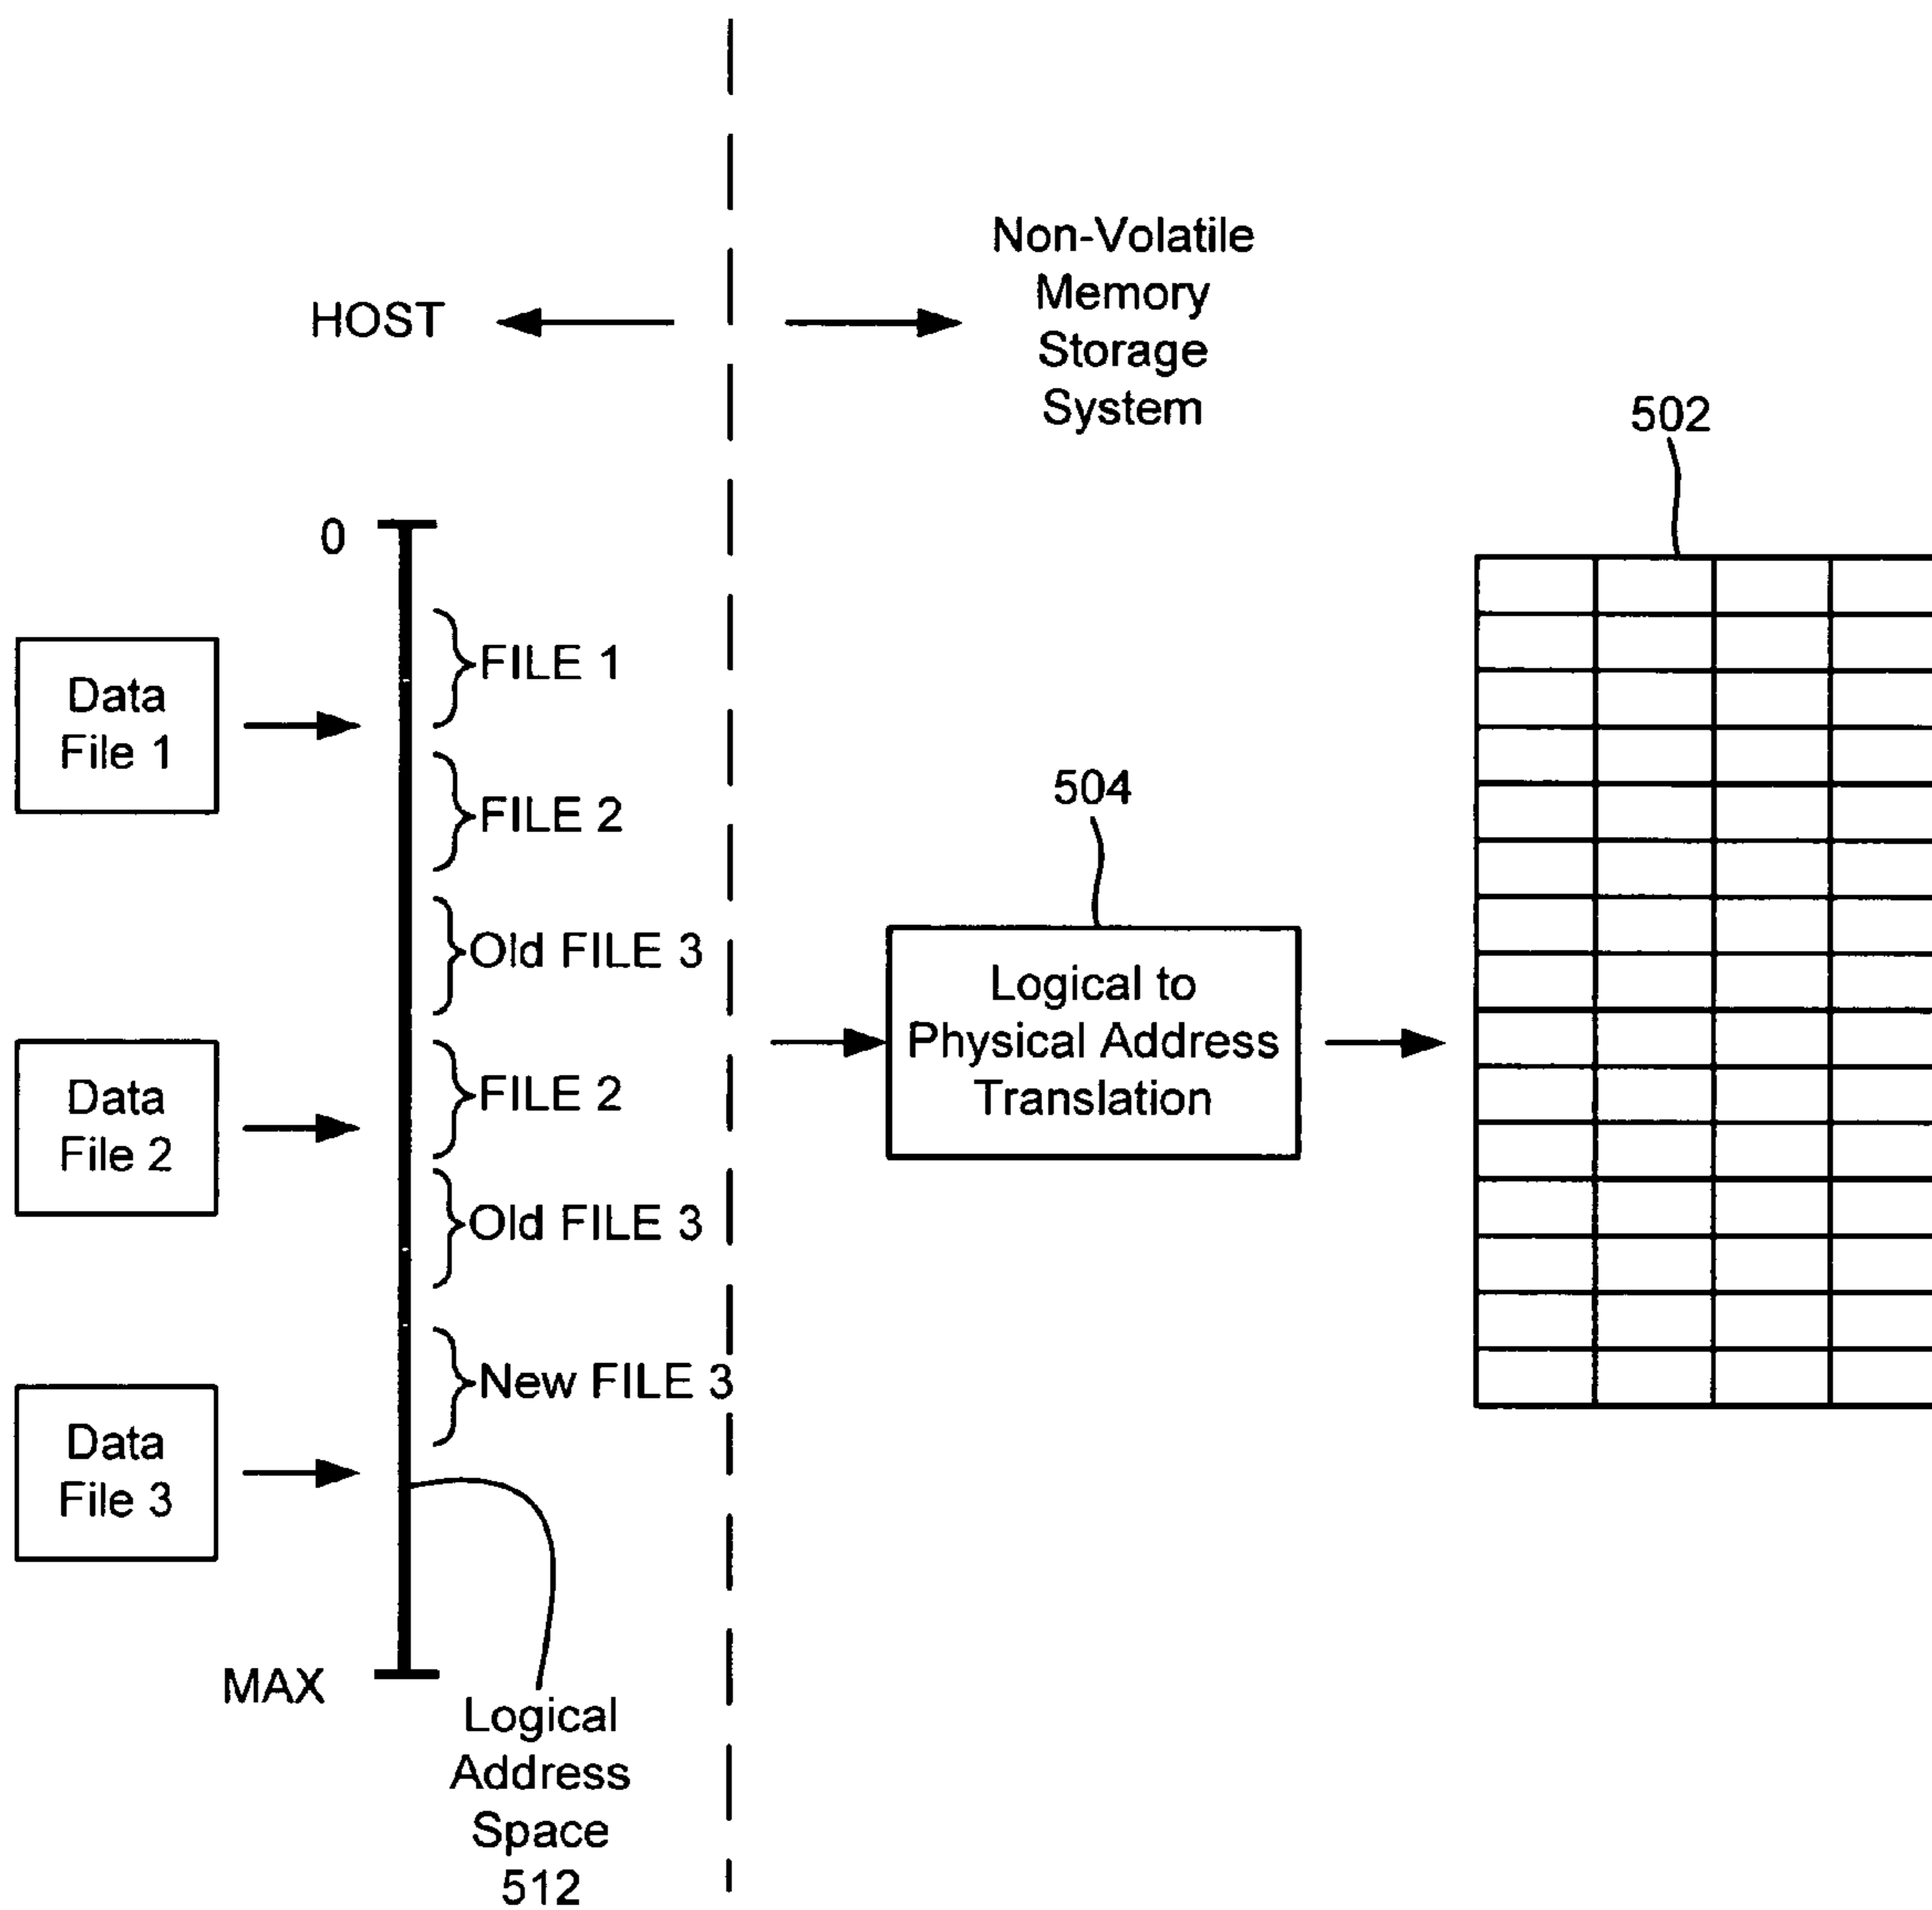 HOST
Non-Volatile
Memory
Storage
System
502
0
Data
File 1
FILE 1
FILE 2
504
Old FILE 3
Logical to
Physical Address
Translation
Data
File 2
FILE 2
Old FILE 3
New FILE 3
Data
File 3
MAX
Logical
Address
Space
512